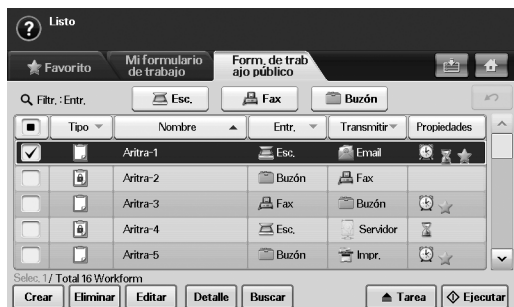 ? Listo
Favorito
Mi formulario
de trabajo
Form. de trab
ajo público
Filtr. : Entr.
Esc.
Fax
Buzón
Tipo
Nombre
Entr.
Transmitir
Propiedades
Aritra-1
Esc.
Email
Aritra-2
Buzón
Fax
Aritra-3
Fax
Buzón
Aritra-4
Esc.
Servidor
Aritra-5
Buzón
Impr.
Selec. 1/ Total 16 Workform
Crear
Eliminar
Editar
Detalle
Buscar
Tarea
Ejecutar